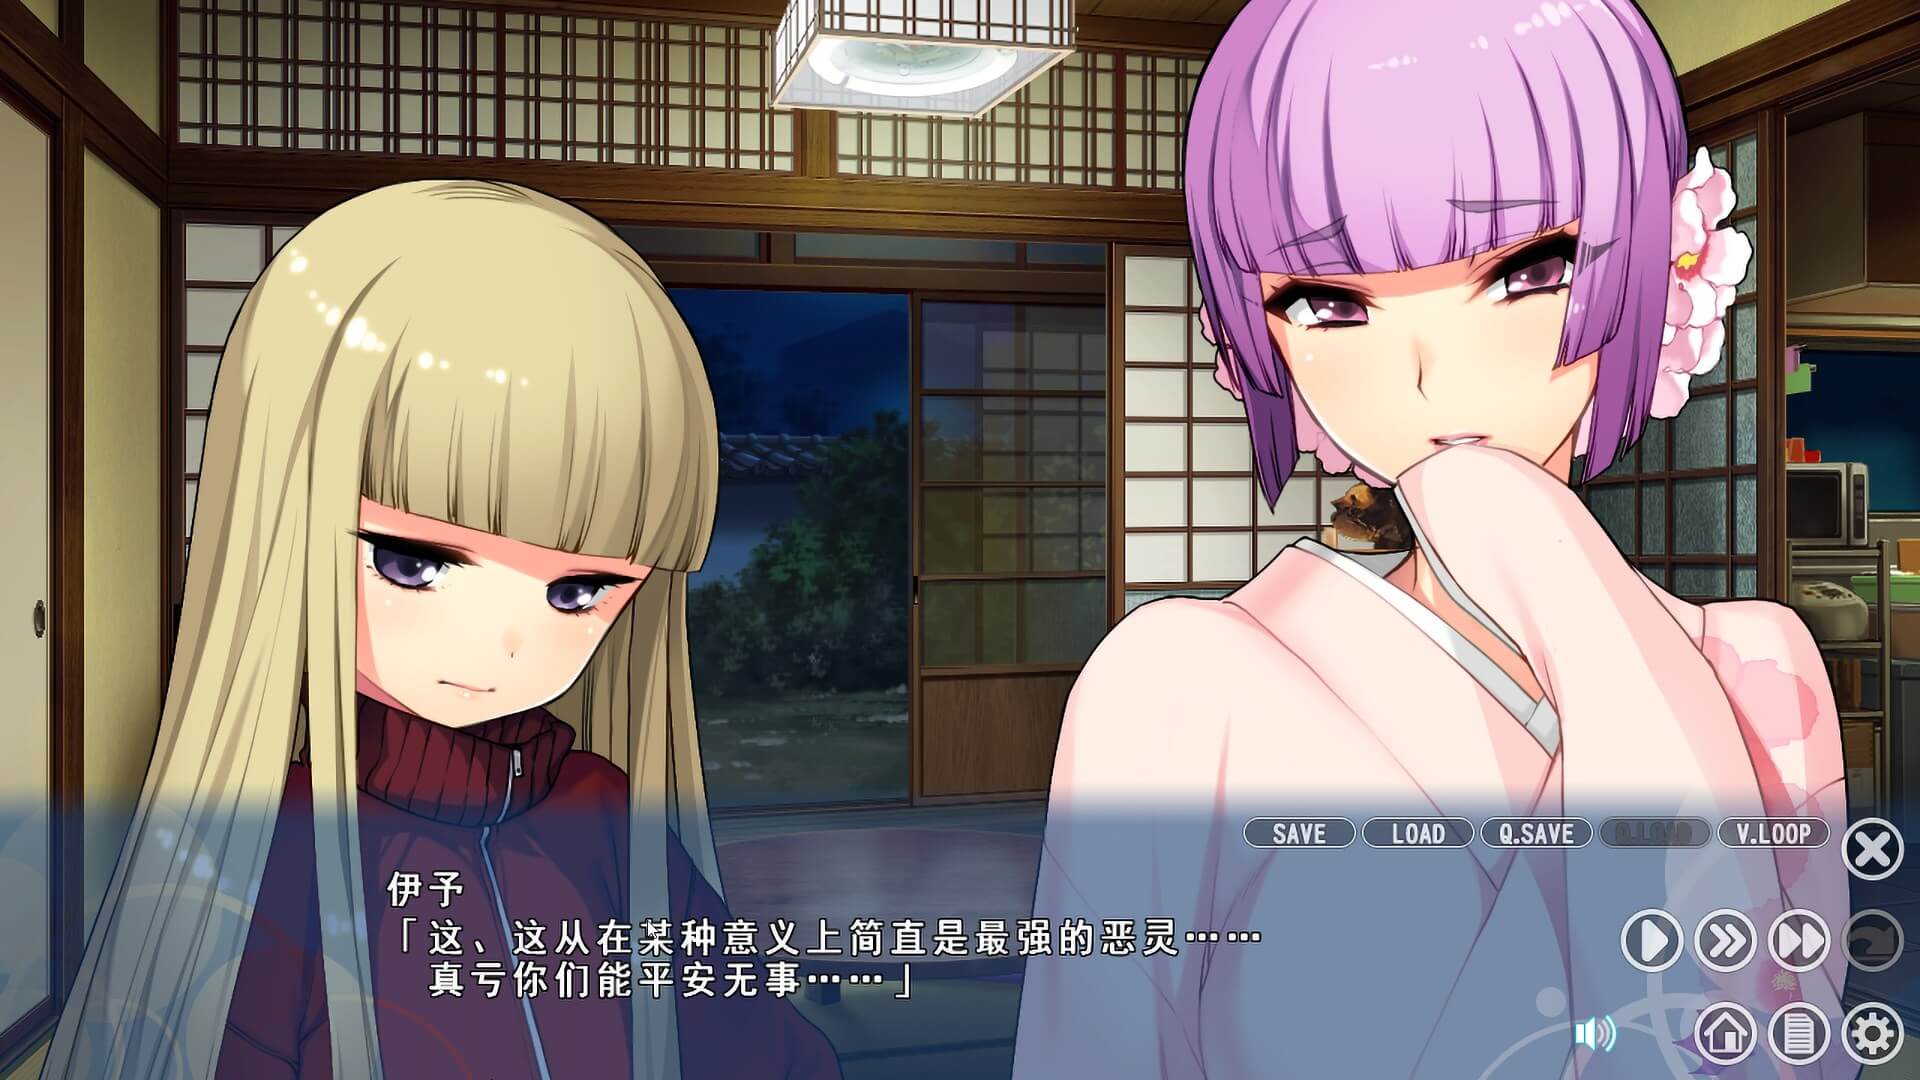 SAVE LOAD Q.SAVE Q.LOAD V.LOOP
伊予
「这、这从在某种意义上简直是最强的恶灵……
真亏你们能平安无事……」